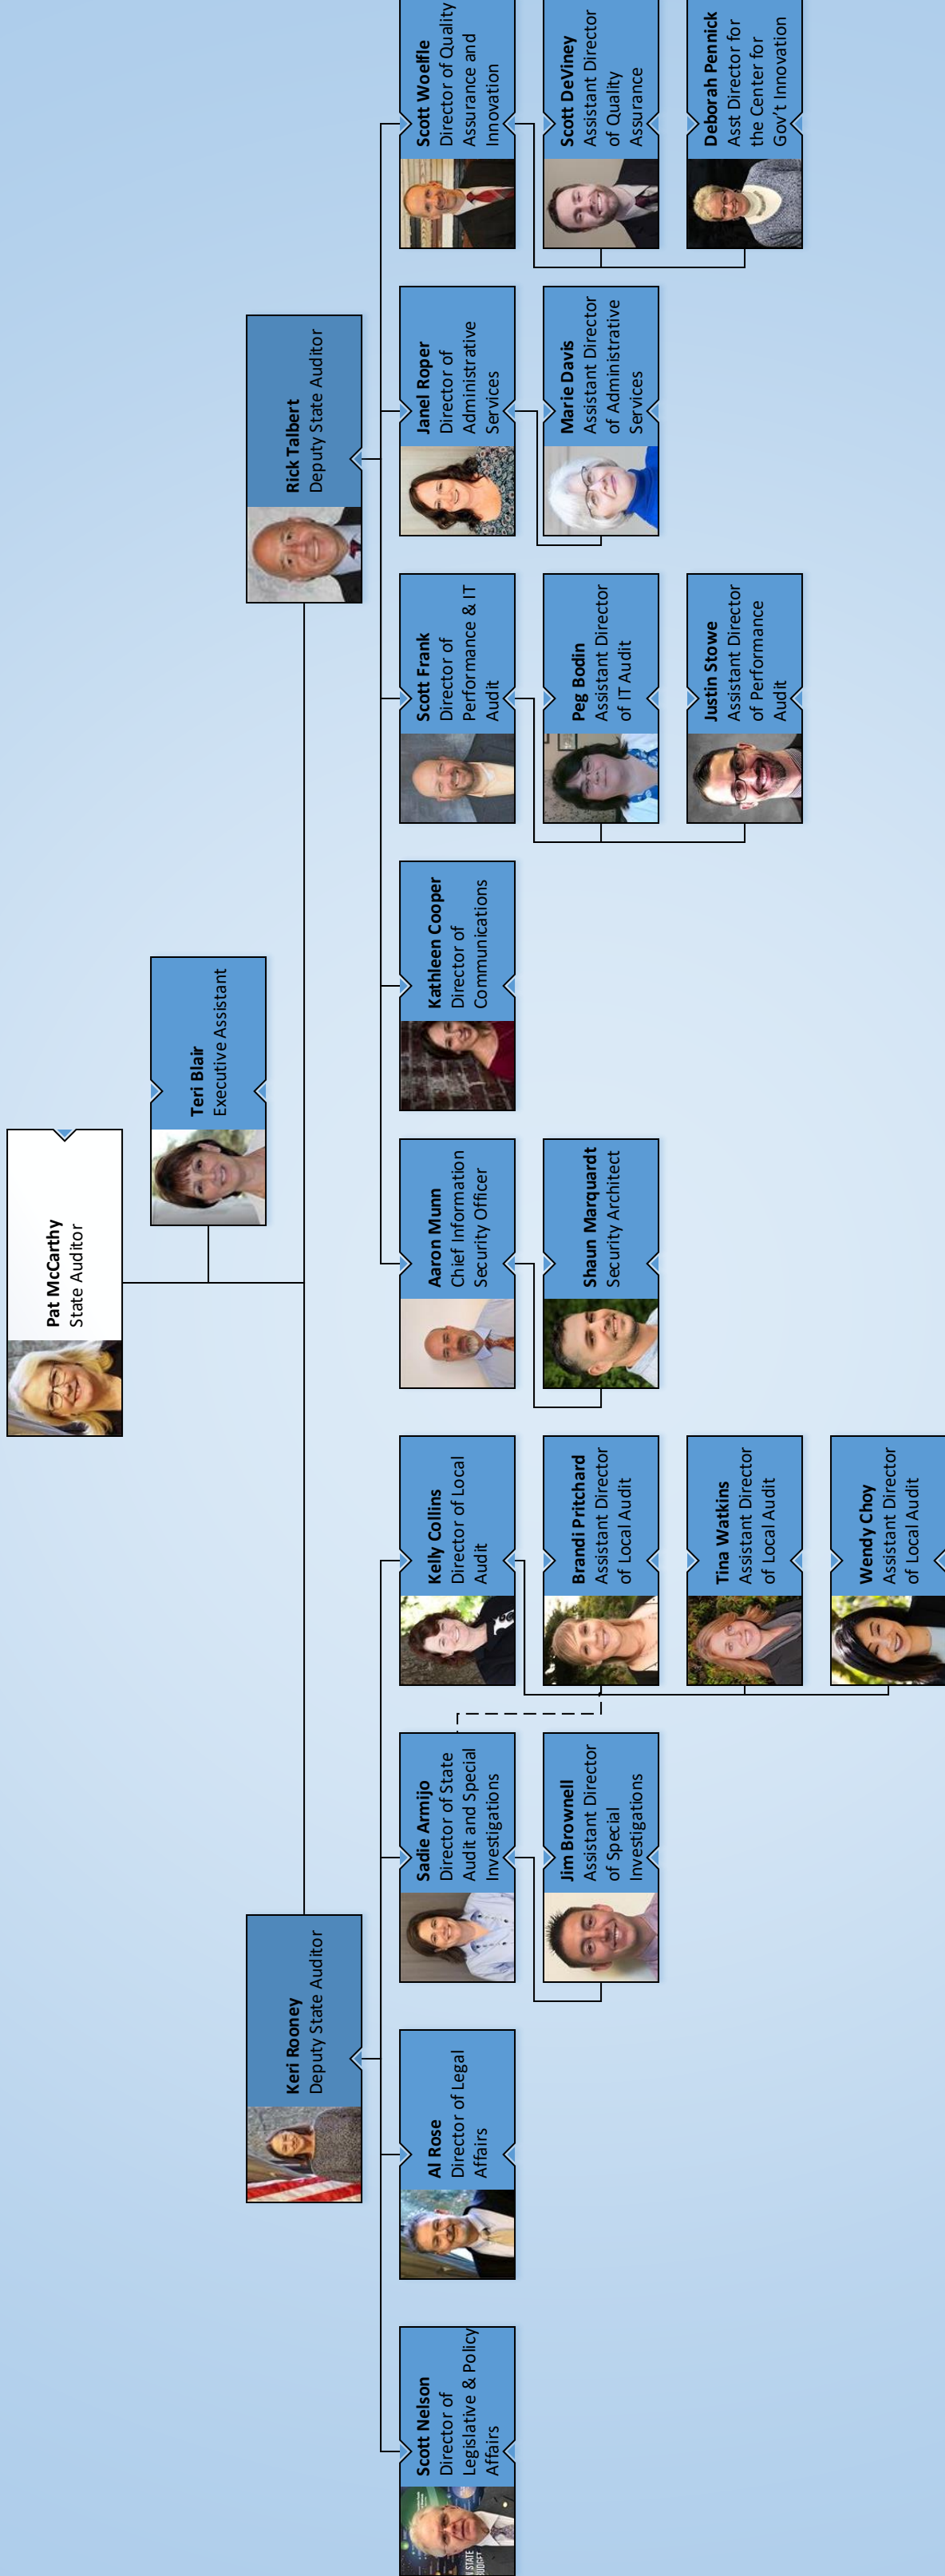 Pat McCarthy
State Auditor
Teri Blair
Executive Assistant
Keri Rooney
Deputy State Auditor
Rick Talbert
Deputy State Auditor
Scott Nelson
Director of
Legislative & Policy
Affairs
Al Rose
Director of Legal
Affairs
Sadie Armijo
Director of State
Audit and Special
Investigations
Kelly Collins
Director of Local
Audit
Aaron Munn
Chief Information
Security Officer
Kathleen Cooper
Director of
Communications
Scott Frank
Director of
Performance & IT
Audit
Janel Roper
Director of
Administrative
Services
Scott Woelfle
Director of Quality
Assurance and
Innovation
Jim Brownell
Assistant Director
of Special
Investigations
Brandi Pritchard
Assistant Director
of Local Audit
Shaun Marquardt
Security Architect
Peg Bodin
Assistant Director
of IT Audit
Marie Davis
Assistant Director
of Administrative
Services
Scott DeViney
Assistant Director
of Quality
Assurance
Tina Watkins
Assistant Director
of Local Audit
Justin Stowe
Assistant Director
of Performance
Audit
Deborah Pennick
Asst Director for
the Center for
Gov't Innovation
Wendy Choy
Assistant Director
of Local Audit
STATE
BUDGET